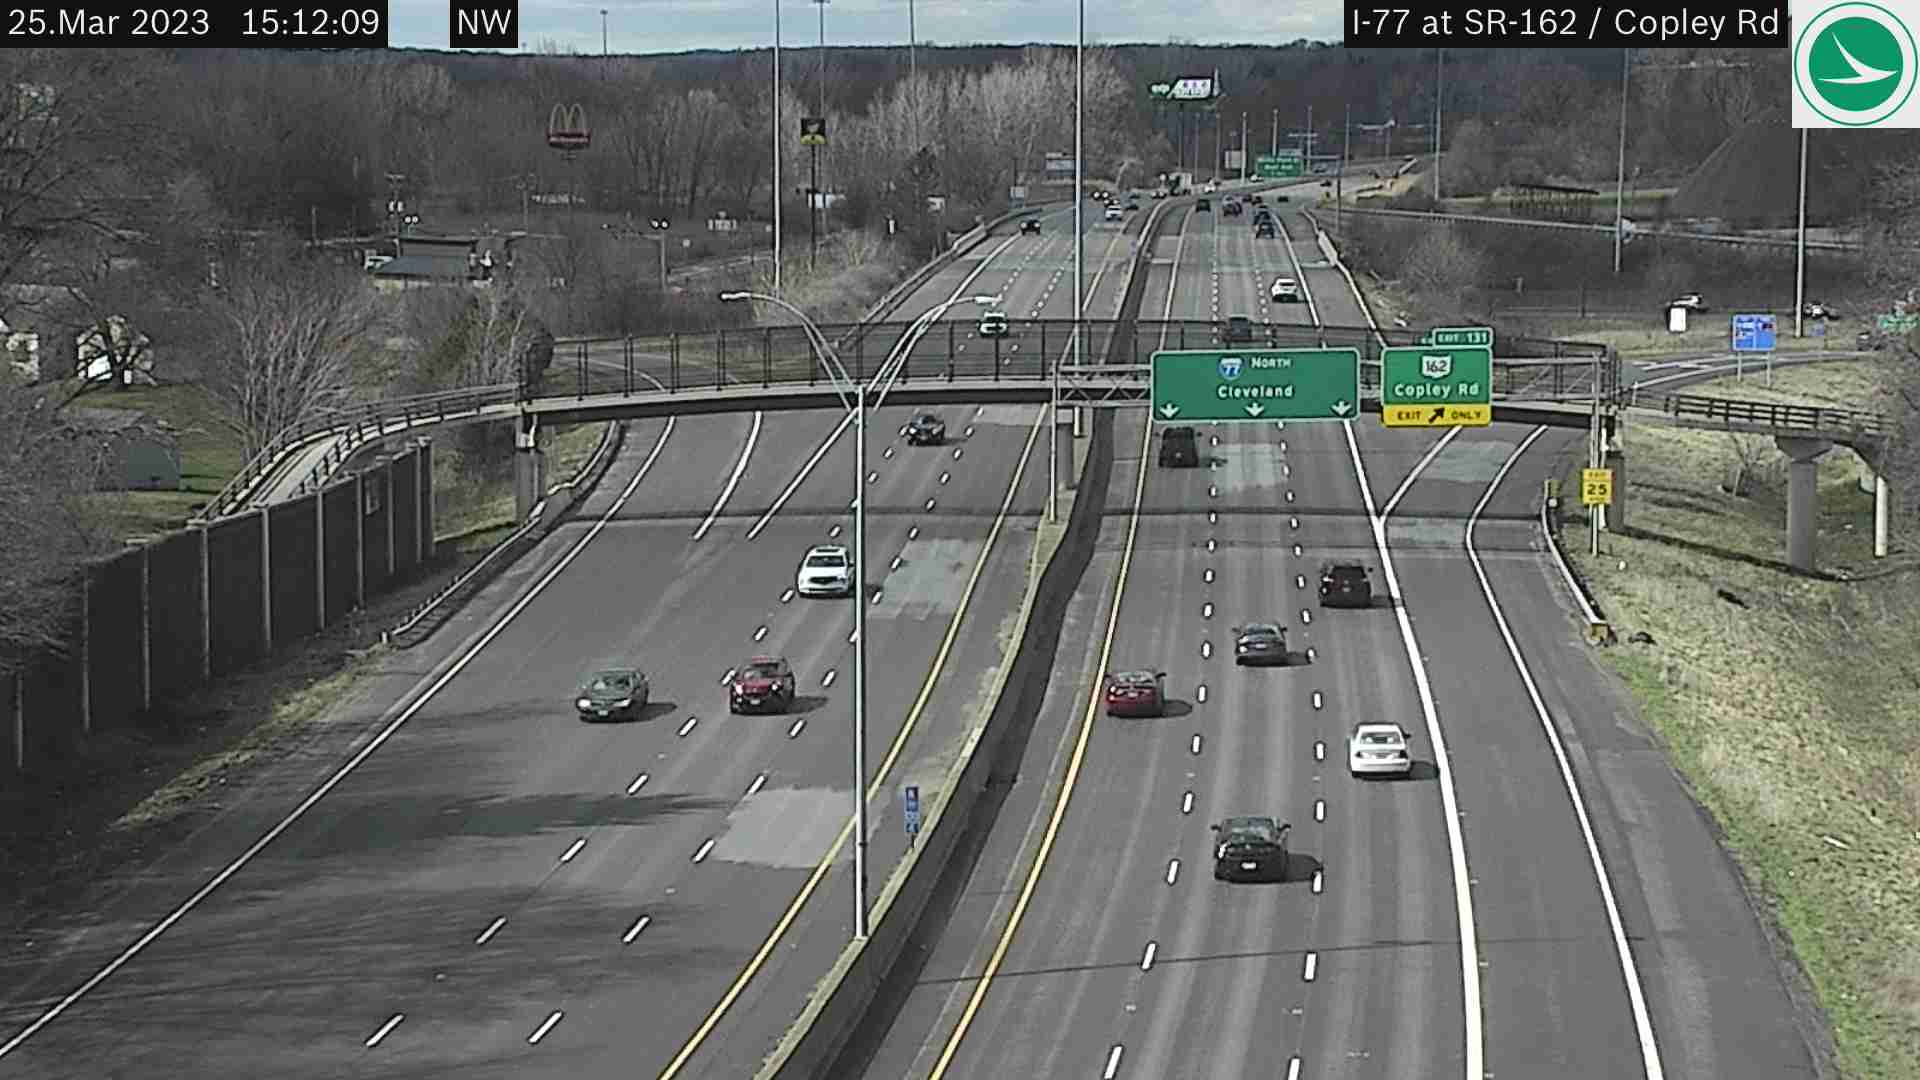 25.Mar 2023 15:12:09
NW
I-77 at SR-162 / Copley Rd
McDonald's
EXIT 131
77 NORTH
Cleveland
162
Copley Rd
EXIT ONLY
EXIT
25